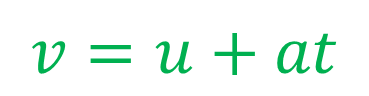 v = u + at